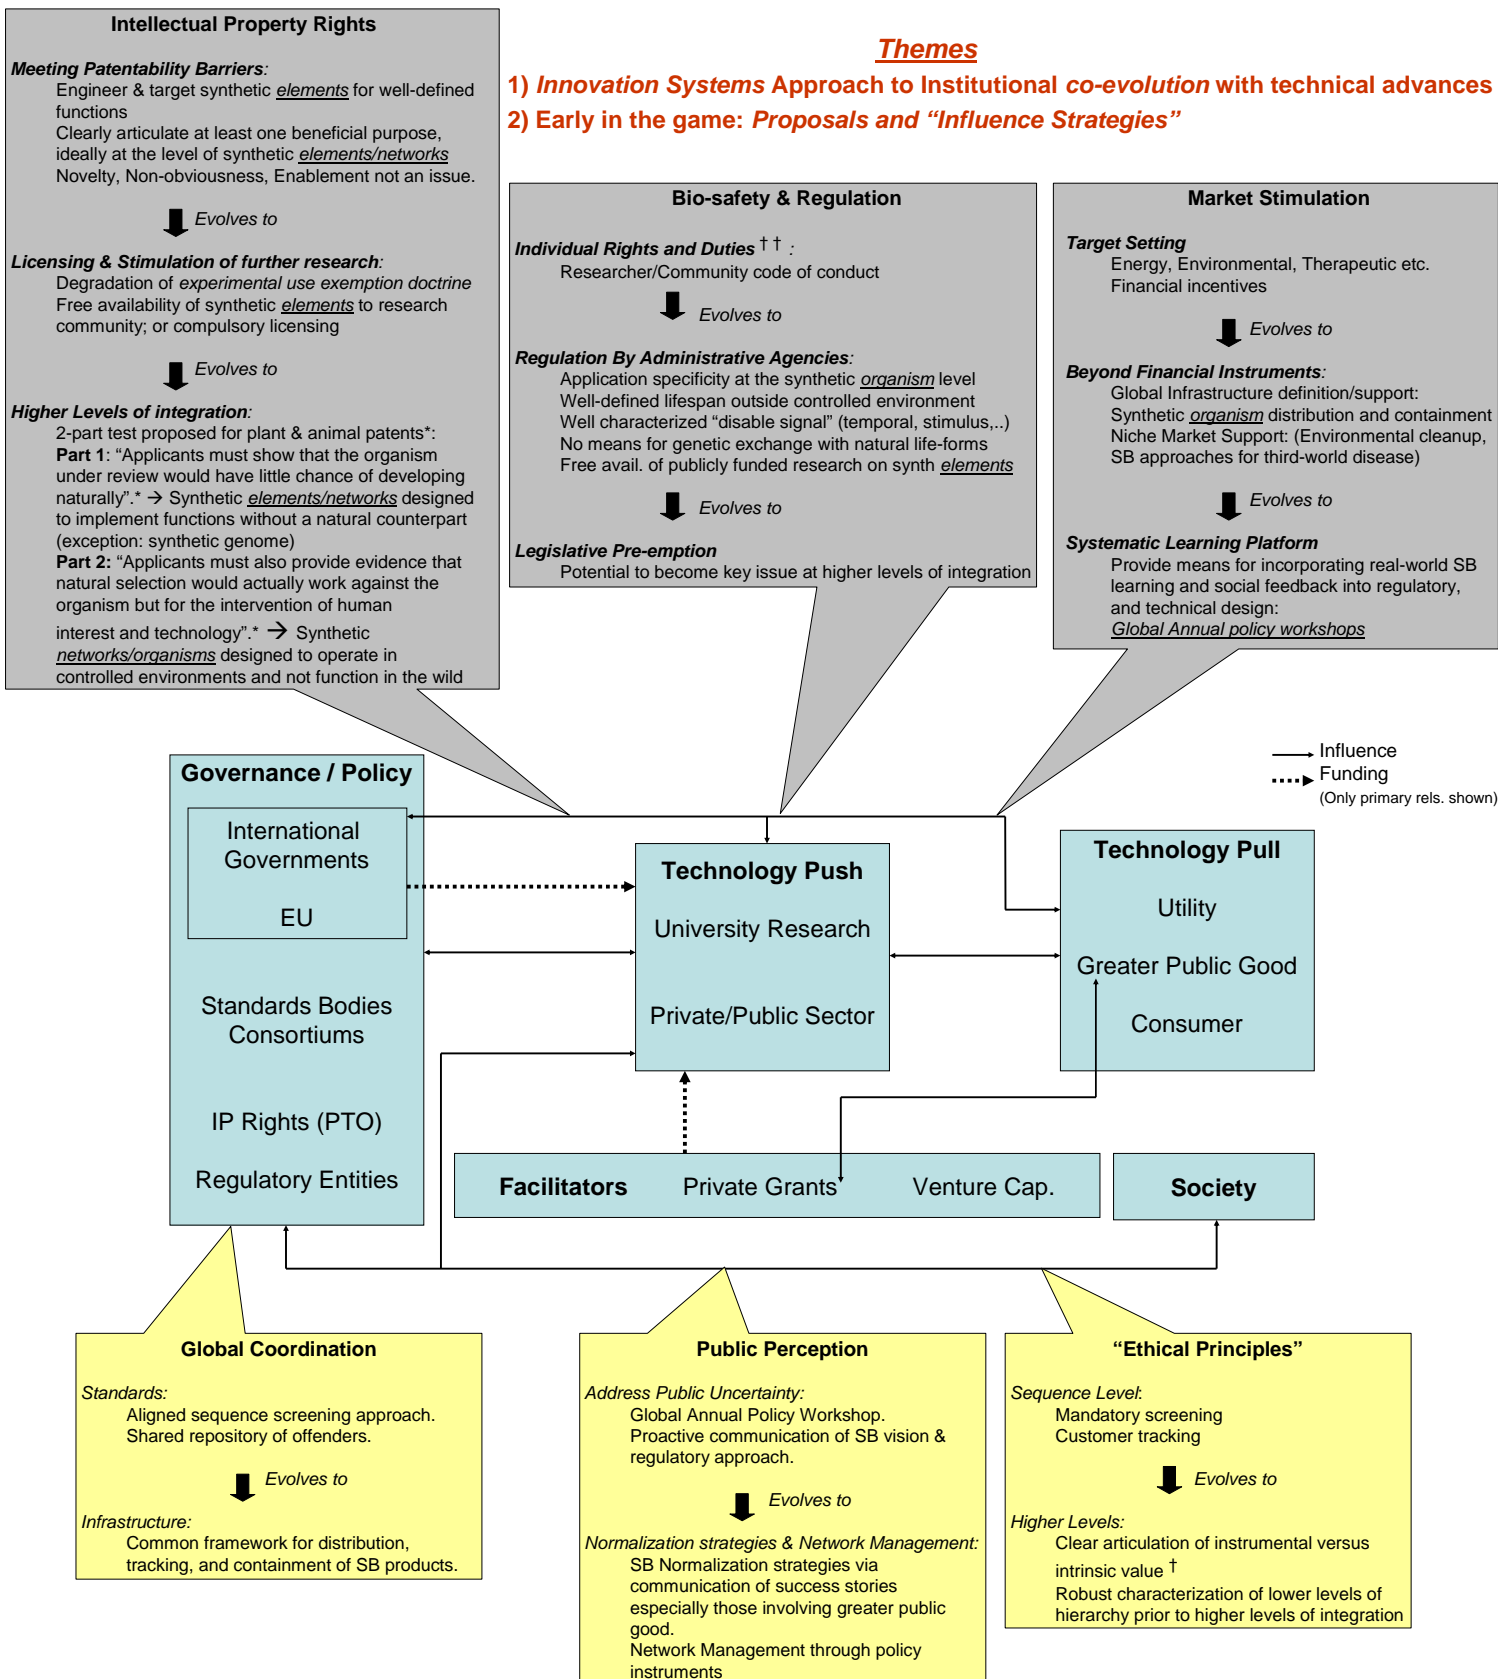 Intellectual Property Rights
Meeting Patentability Barriers:
Engineer & target synthetic elements for well-defined
functions
Clearly articulate at least one beneficial purpose,
ideally at the level of synthetic elements/networks
Novelty, Non-obviousness, Enablement not an issue.
Evolves to
Licensing & Stimulation of further research:
Degradation of experimental use exemption doctrine
Free availability of synthetic elements to research
community; or compulsory licensing
Evolves to
Higher Levels of integration:
2-part test proposed for plant & animal patents*:
Part 1: “Applicants must show that the organism
under review would have little chance of developing
naturally”.* → Synthetic elements/networks designed
to implement functions without a natural counterpart
(exception: synthetic genome)
Part 2: “Applicants must also provide evidence that
natural selection would actually work against the
organism but for the intervention of human
interest and technology”.* → Synthetic
networks/organisms designed to operate in
controlled environments and not function in the wild
Themes
1) Innovation Systems Approach to Institutional co-evolution with technical advances
2) Early in the game: Proposals and “Influence Strategies”
Bio-safety & Regulation
Individual Rights and Duties † † :
Researcher/Community code of conduct
Evolves to
Regulation By Administrative Agencies:
Application specificity at the synthetic organism level
Well-defined lifespan outside controlled environment
Well characterized “disable signal” (temporal, stimulus,..)
No means for genetic exchange with natural life-forms
Free avail. of publicly funded research on synth elements
Evolves to
Legislative Pre-emption
Potential to become key issue at higher levels of integration
Market Stimulation
Target Setting
Energy, Environmental, Therapeutic etc.
Financial incentives
Evolves to
Beyond Financial Instruments:
Global Infrastructure definition/support:
Synthetic organism distribution and containment
Niche Market Support: (Environmental cleanup,
SB approaches for third-world disease)
Evolves to
Systematic Learning Platform
Provide means for incorporating real-world SB
learning and social feedback into regulatory,
and technical design:
Global Annual policy workshops
Influence
Funding
(Only primary rels. shown)
Governance / Policy
International
Governments
EU
Standards Bodies
Consortiums
IP Rights (PTO)
Regulatory Entities
Technology Push
University Research
Private/Public Sector
Technology Pull
Utility
Greater Public Good
Consumer
Facilitators Private Grants Venture Cap.
Society
Global Coordination
Standards:
Aligned sequence screening approach.
Shared repository of offenders.
Evolves to
Infrastructure:
Common framework for distribution,
tracking, and containment of SB products.
Public Perception
Address Public Uncertainty:
Global Annual Policy Workshop.
Proactive communication of SB vision &
regulatory approach.
Evolves to
Normalization strategies & Network Management:
SB Normalization strategies via
communication of success stories
especially those involving greater public
good.
Network Management through policy
instruments
“Ethical Principles”
Sequence Level:
Mandatory screening
Customer tracking
Evolves to
Higher Levels:
Clear articulation of instrumental versus
intrinsic value †
Robust characterization of lower levels of
hierarchy prior to higher levels of integration